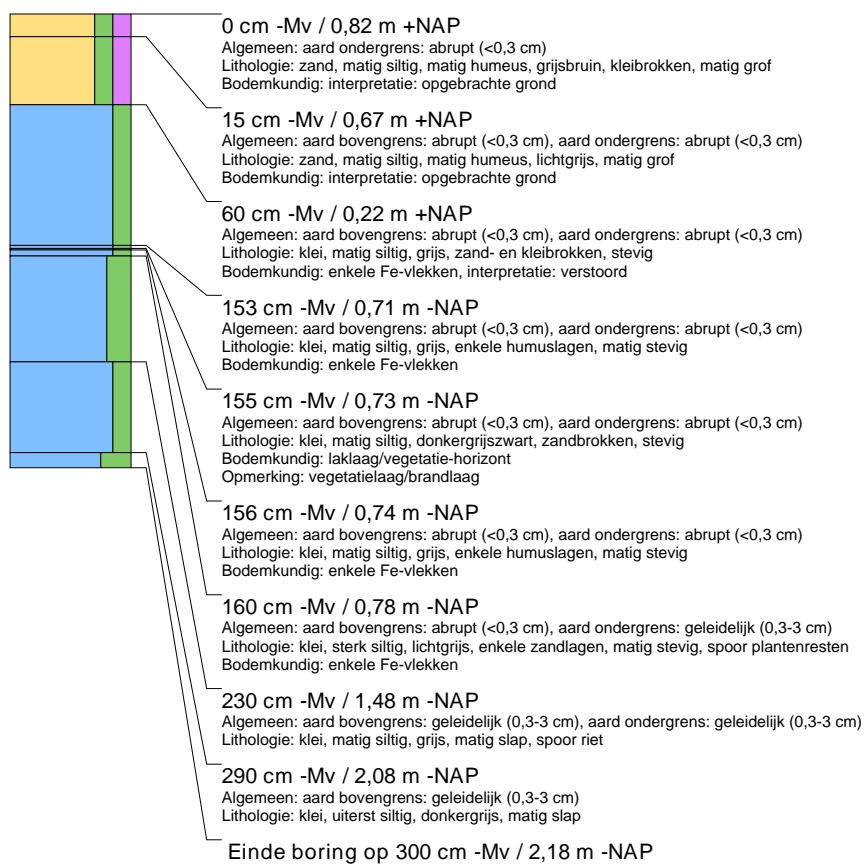 0 cm -Mv / 0,82 m +NAP
Algemeen: aard ondergrens: abrupt (<0,3 cm)
Lithologie: zand, matig siltig, matig humeus, grijsbruin, kleibrokken, matig grof
Bodemkundig: interpretatie: opgebrachte grond
15 cm -Mv / 0,67 m +NAP
Algemeen: aard bovengrens: abrupt (<0,3 cm), aard ondergrens: abrupt (<0,3 cm)
Lithologie: zand, matig siltig, matig humeus, lichtgrijs, matig grof
Bodemkundig: interpretatie: opgebrachte grond
60 cm -Mv / 0,22 m +NAP
Algemeen: aard bovengrens: abrupt (<0,3 cm), aard ondergrens: abrupt (<0,3 cm)
Lithologie: klei, matig siltig, grijs, zand- en kleibrokken, stevig
Bodemkundig: enkele Fe-vlekken, interpretatie: verstoord
153 cm -Mv / 0,71 m -NAP
Algemeen: aard bovengrens: abrupt (<0,3 cm), aard ondergrens: abrupt (<0,3 cm)
Lithologie: klei, matig siltig, grijs, enkele humuslagen, matig stevig
Bodemkundig: enkele Fe-vlekken
155 cm -Mv / 0,73 m -NAP
Algemeen: aard bovengrens: abrupt (<0,3 cm), aard ondergrens: abrupt (<0,3 cm)
Lithologie: klei, matig siltig, donkergrijszwart, zandbrokken, stevig
Bodemkundig: laklaag/vegetatie-horizont
Opmerking: vegetatielaag/brandlaag
156 cm -Mv / 0,74 m -NAP
Algemeen: aard bovengrens: abrupt (<0,3 cm), aard ondergrens: abrupt (<0,3 cm)
Lithologie: klei, matig siltig, grijs, enkele humuslagen, matig stevig
Bodemkundig: enkele Fe-vlekken
160 cm -Mv / 0,78 m -NAP
Algemeen: aard bovengrens: abrupt (<0,3 cm), aard ondergrens: geleidelijk (0,3-3 cm)
Lithologie: klei, sterk siltig, lichtgrijs, enkele zandlagen, matig stevig, spoor plantenresten
Bodemkundig: enkele Fe-vlekken
230 cm -Mv / 1,48 m -NAP
Algemeen: aard bovengrens: geleidelijk (0,3-3 cm), aard ondergrens: geleidelijk (0,3-3 cm)
Lithologie: klei, matig siltig, grijs, matig slap, spoor riet
290 cm -Mv / 2,08 m -NAP
Algemeen: aard bovengrens: geleidelijk (0,3-3 cm)
Lithologie: klei, uiterst siltig, donkergrijs, matig slap
Einde boring op 300 cm -Mv / 2,18 m -NAP